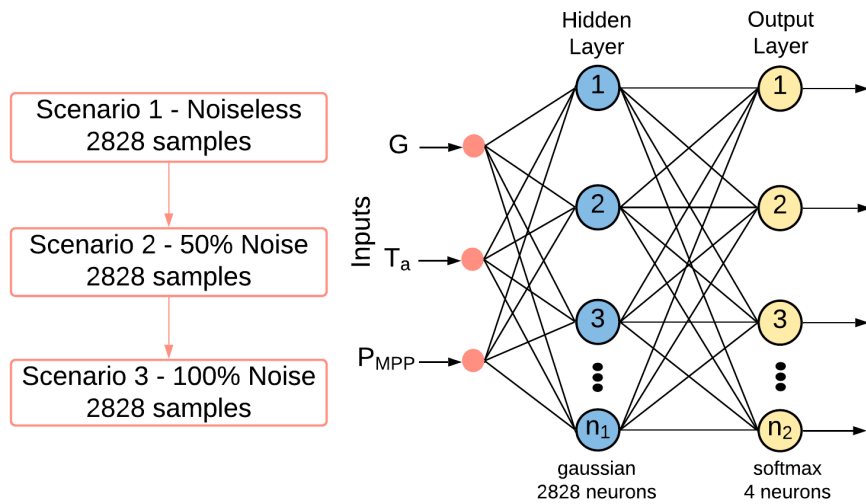 Scenario 1 - Noiseless
2828 samples
Scenario 2 - 50% Noise
2828 samples
Scenario 3 - 100% Noise
2828 samples
Inputs
G
Tₐ
P_MPP
Hidden
Layer
1
2
3
n₁
gaussian
2828 neurons
Output
Layer
1
2
3
n₂
softmax
4 neurons